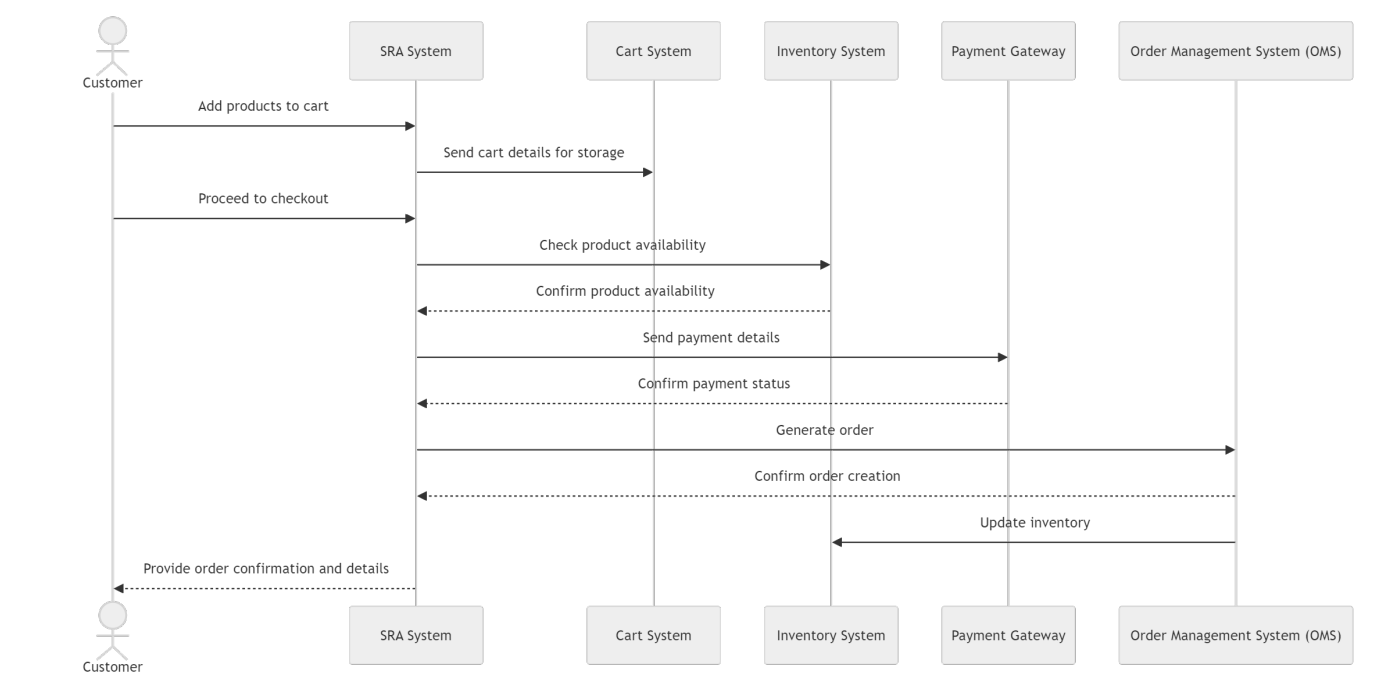 Customer
SRA System
Cart System
Inventory System
Payment Gateway
Order Management System (OMS)
Add products to cart
Send cart details for storage
Proceed to checkout
Check product availability
Confirm product availability
Send payment details
Confirm payment status
Generate order
Confirm order creation
Update inventory
Provide order confirmation and details
Customer
SRA System
Cart System
Inventory System
Payment Gateway
Order Management System (OMS)